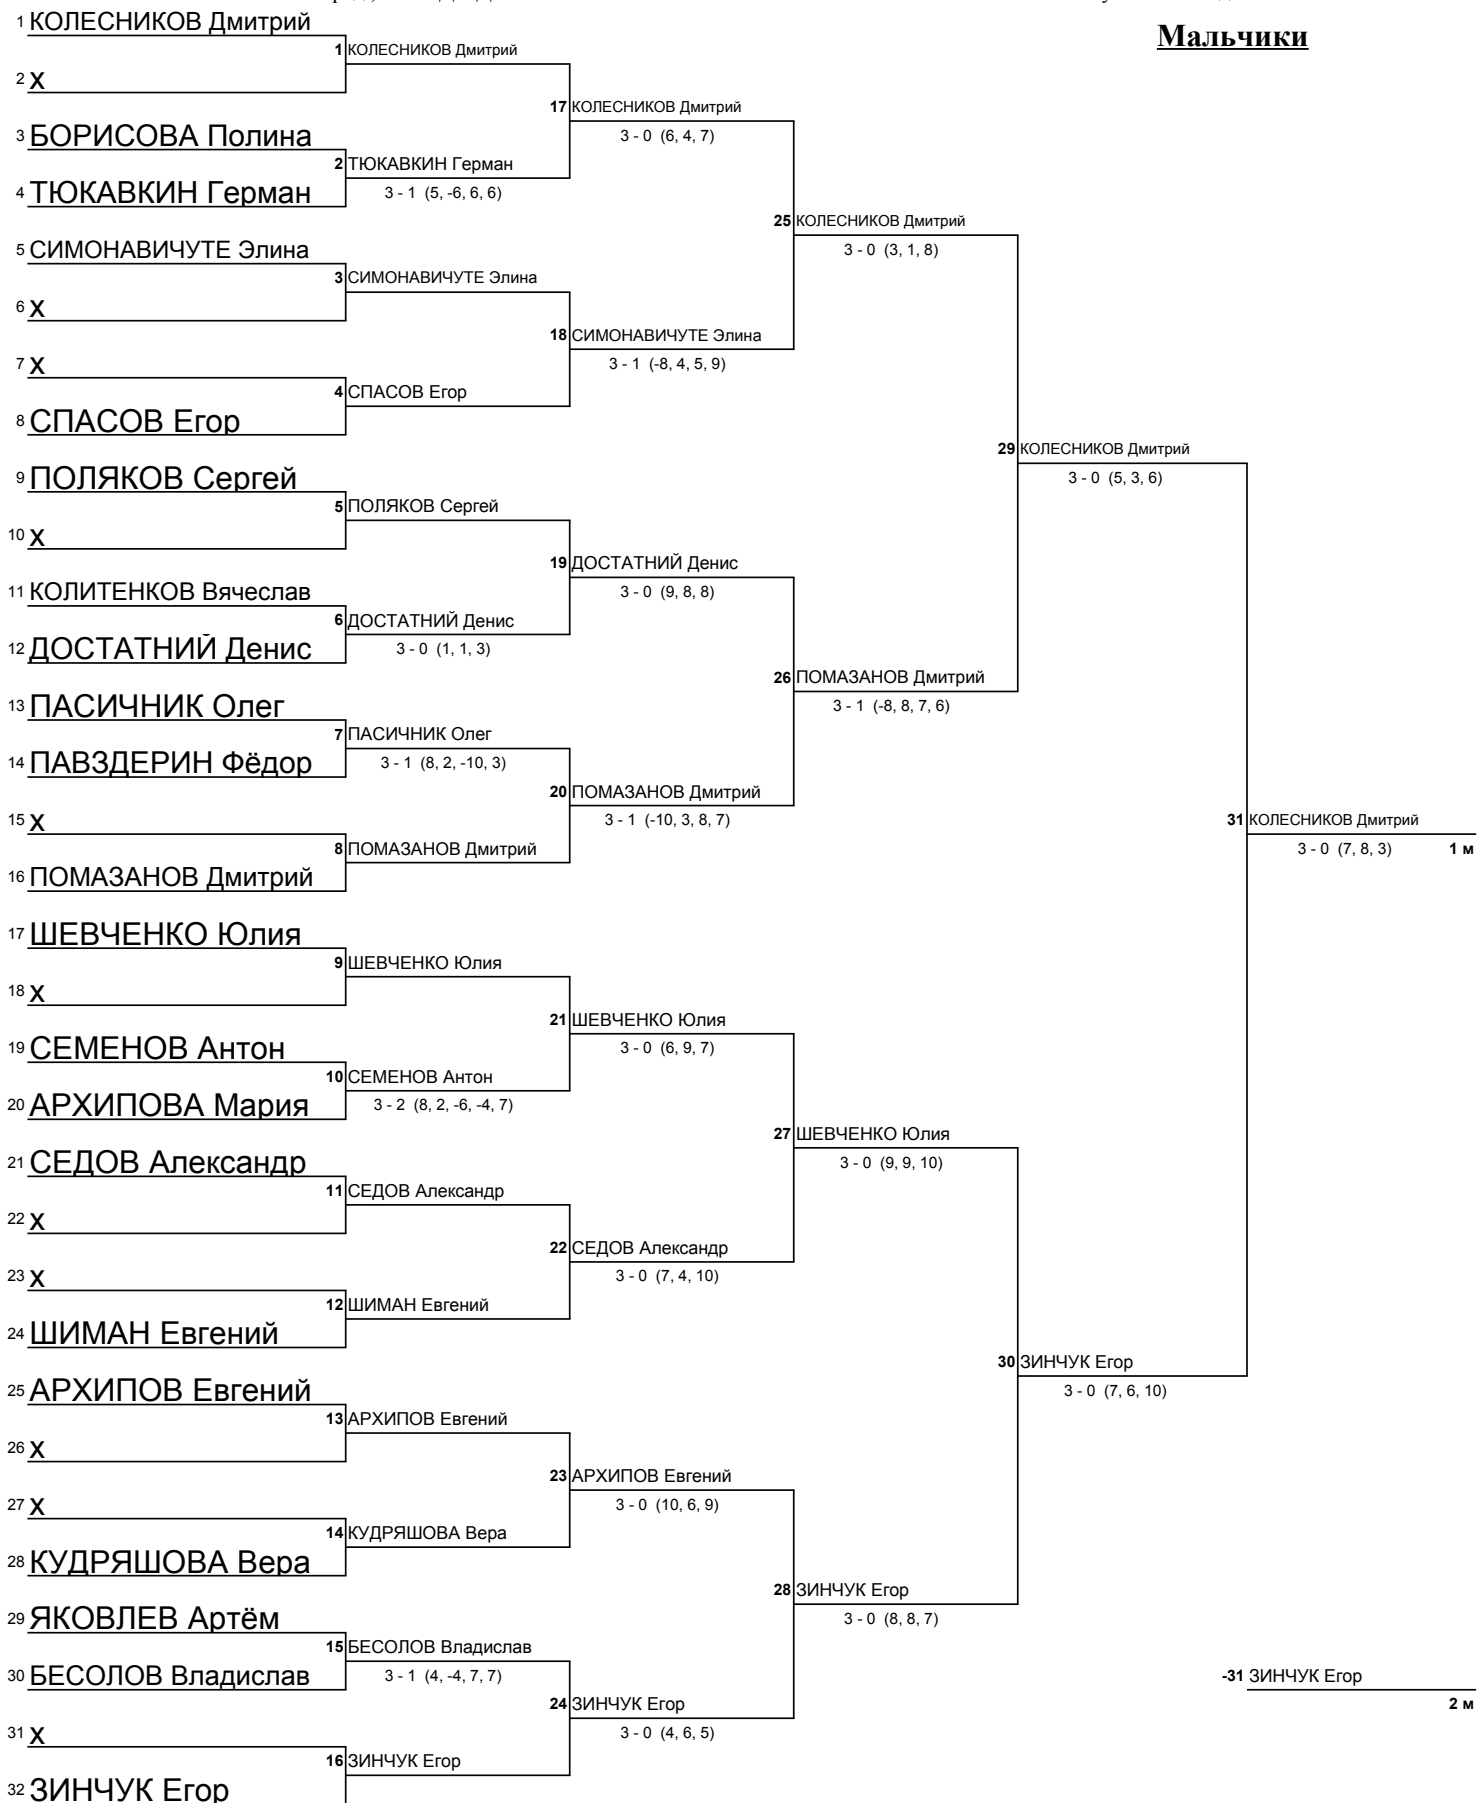 Мальчики
1 КОЛЕСНИКОВ Дмитрий
1 КОЛЕСНИКОВ Дмитрий
2 X
17 КОЛЕСНИКОВ Дмитрий
3 - 0 (6, 4, 7)
3 БОРИСОВА Полина
2 ТЮКАВКИН Герман
3 - 1 (5, -6, 6, 6)
4 ТЮКАВКИН Герман
25 КОЛЕСНИКОВ Дмитрий
3 - 0 (3, 1, 8)
5 СИМОНАВИЧУТЕ Элина
3 СИМОНАВИЧУТЕ Элина
6 X
18 СИМОНАВИЧУТЕ Элина
3 - 1 (-8, 4, 5, 9)
7 X
4 СПАСОВ Егор
8 СПАСОВ Егор
29 КОЛЕСНИКОВ Дмитрий
3 - 0 (5, 3, 6)
9 ПОЛЯКОВ Сергей
5 ПОЛЯКОВ Сергей
10 X
19 ДОСТАТНИЙ Денис
3 - 0 (9, 8, 8)
11 КОЛИТЕНКОВ Вячеслав
6 ДОСТАТНИЙ Денис
3 - 0 (1, 1, 3)
12 ДОСТАТНИЙ Денис
26 ПОМАЗАНОВ Дмитрий
3 - 1 (-8, 8, 7, 6)
13 ПАСИЧНИК Олег
7 ПАСИЧНИК Олег
3 - 1 (8, 2, -10, 3)
14 ПАВЗДЕРИН Фёдор
20 ПОМАЗАНОВ Дмитрий
3 - 1 (-10, 3, 8, 7)
15 X
8 ПОМАЗАНОВ Дмитрий
16 ПОМАЗАНОВ Дмитрий
31 КОЛЕСНИКОВ Дмитрий
3 - 0 (7, 8, 3) 1 м
17 ШЕВЧЕНКО Юлия
9 ШЕВЧЕНКО Юлия
18 X
21 ШЕВЧЕНКО Юлия
3 - 0 (6, 9, 7)
19 СЕМЕНОВ Антон
10 СЕМЕНОВ Антон
3 - 2 (8, 2, -6, -4, 7)
20 АРХИПОВА Мария
27 ШЕВЧЕНКО Юлия
3 - 0 (9, 9, 10)
21 СЕДОВ Александр
11 СЕДОВ Александр
22 X
22 СЕДОВ Александр
3 - 0 (7, 4, 10)
23 X
12 ШИМАН Евгений
24 ШИМАН Евгений
30 ЗИНЧУК Егор
3 - 0 (7, 6, 10)
25 АРХИПОВ Евгений
13 АРХИПОВ Евгений
26 X
23 АРХИПОВ Евгений
3 - 0 (10, 6, 9)
27 X
14 КУДРЯШОВА Вера
28 КУДРЯШОВА Вера
28 ЗИНЧУК Егор
3 - 0 (8, 8, 7)
29 ЯКОВЛЕВ Артём
15 БЕСОЛОВ Владислав
3 - 1 (4, -4, 7, 7)
30 БЕСОЛОВ Владислав
24 ЗИНЧУК Егор
3 - 0 (4, 6, 5)
31 X
16 ЗИНЧУК Егор
32 ЗИНЧУК Егор
-31 ЗИНЧУК Егор
2 м